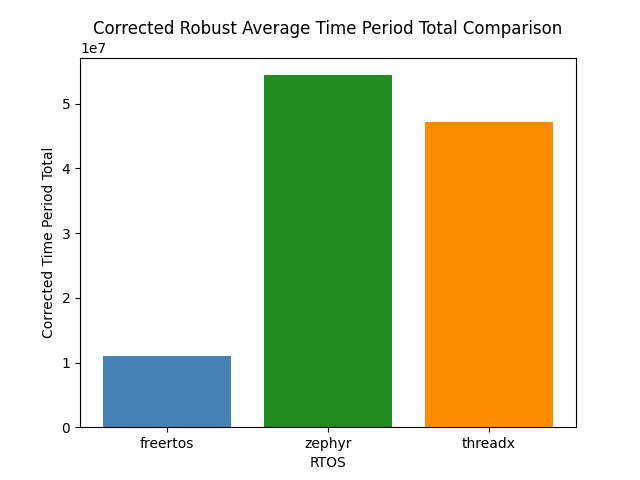 Corrected Robust Average Time Period Total Comparison
1e7
5
4
3
2
1
0
Corrected Time Period Total
freertos zephyr threadx
RTOS